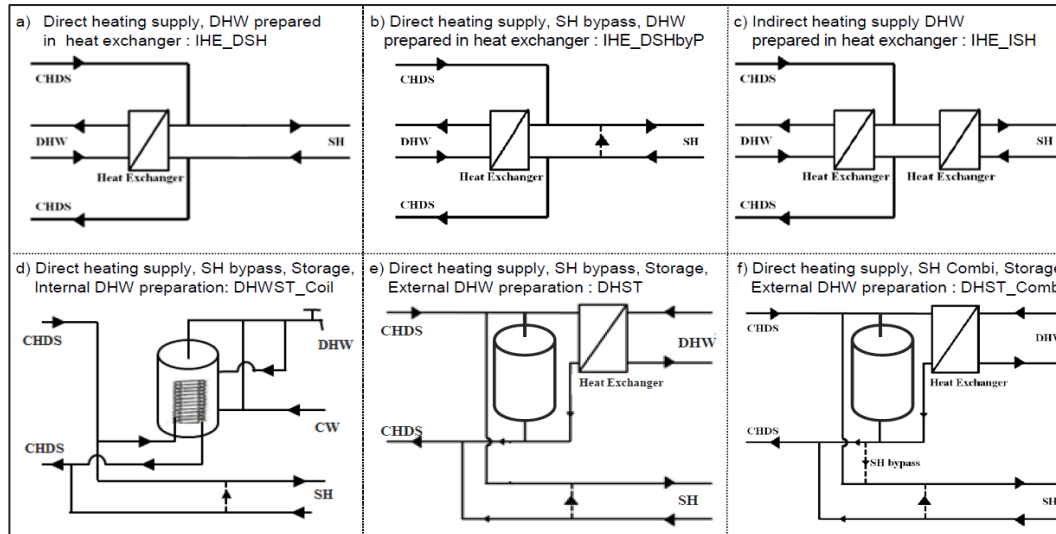 a) Direct heating supply, DHW prepared
in heat exchanger : IHE_DSH
CHDS
DHW
SH
Heat Exchanger
CHDS
b) Direct heating supply, SH bypass, DHW
prepared in heat exchanger : IHE_DSHbyP
CHDS
DHW
SH
Heat Exchanger
CHDS
c) Indirect heating supply DHW
prepared in heat exchanger : IHE_ISH
CHDS
DHW
SH
Heat Exchanger
Heat Exchanger
CHDS
d) Direct heating supply, SH bypass, Storage,
Internal DHW preparation: DHWST_Coil
CHDS
DHW
CW
CHDS
SH
e) Direct heating supply, SH bypass, Storage,
External DHW preparation : DHST
CHDS
DHW
Heat Exchanger
CHDS
SH
f) Direct heating supply, SH Combi, Storage
External DHW preparation : DHST_Comb
CHDS
DHW
Heat Exchanger
CHDS
SH bypass
SH